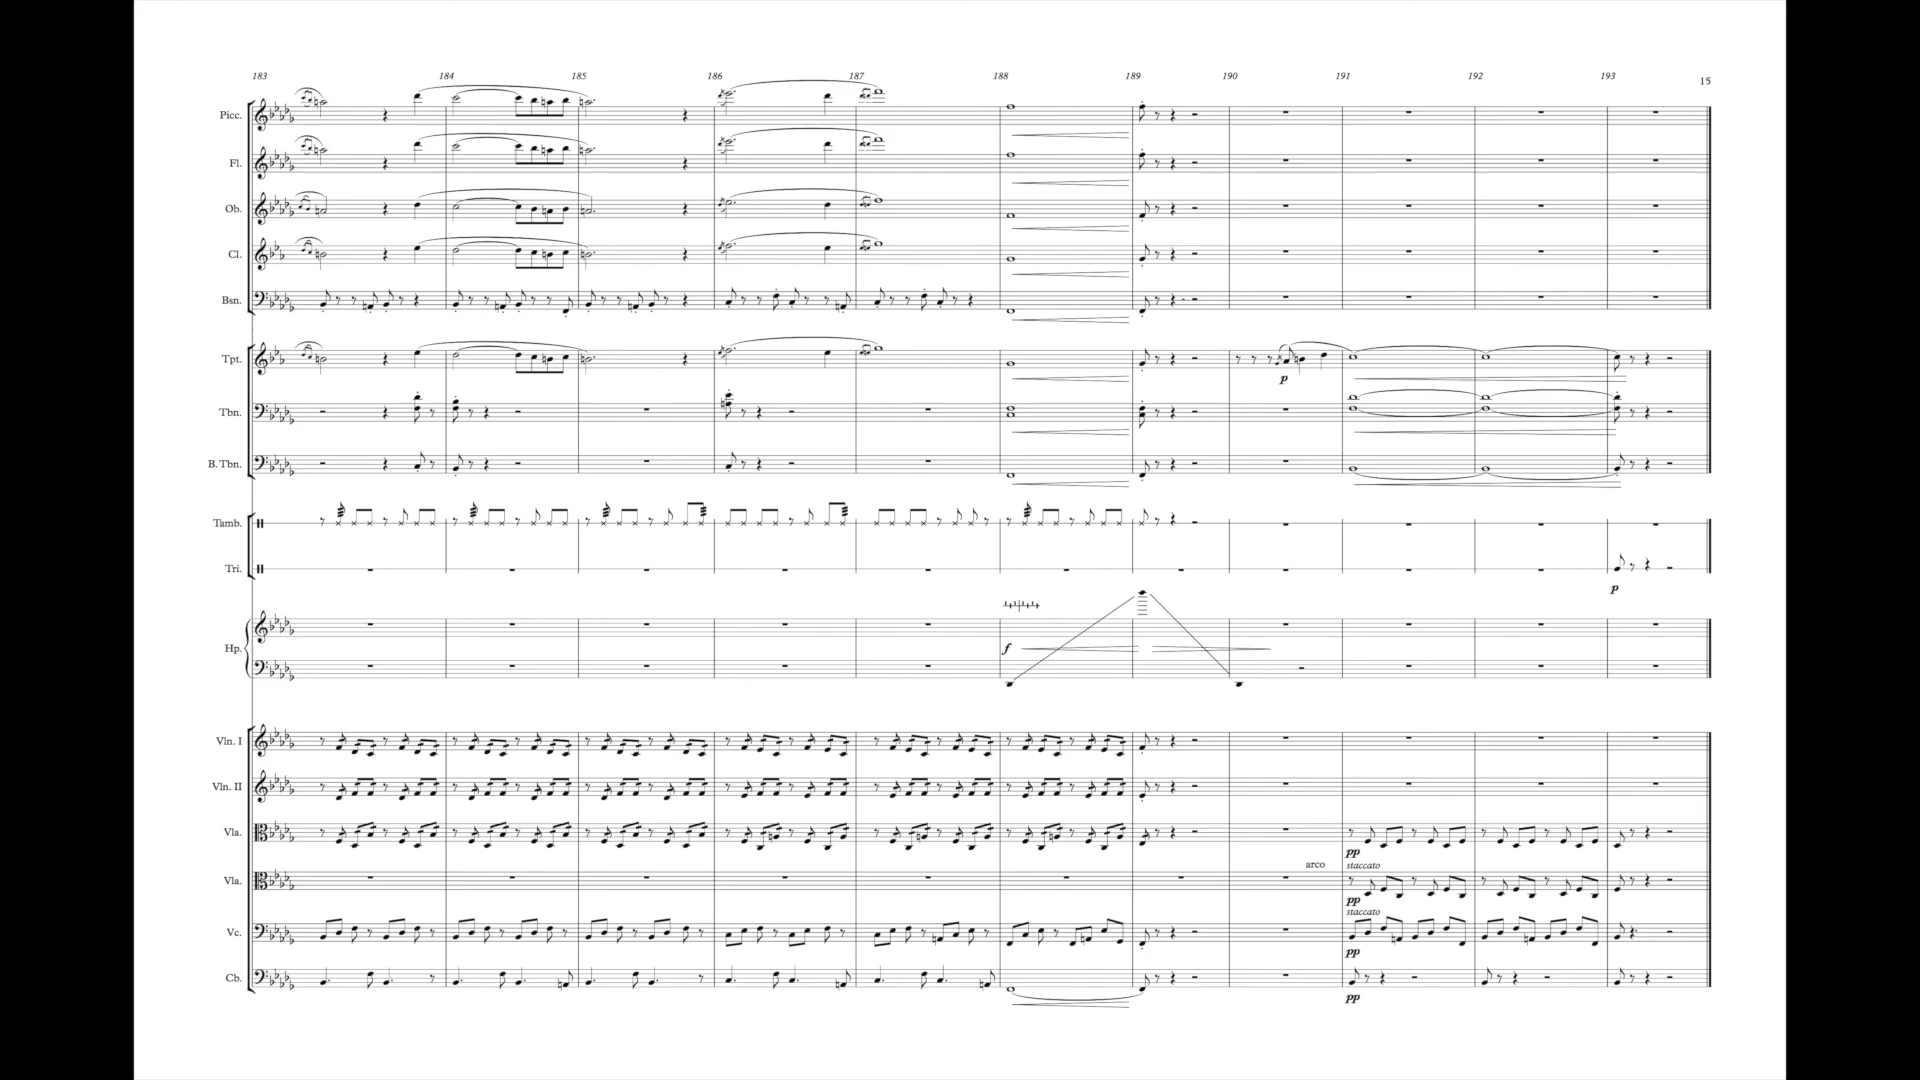 183 184 185 186 187 188 189 190 191 192 193 15
Picc.
Fl.
Ob.
Cl.
Bsn.
Tpt.
p
Tbn.
B. Tbn.
Tamb.
Tri.
p
Hp.
f
Vln. I
Vln. II
Vla.
pp
arco staccato
Vla.
pp
staccato
Vc.
pp
Cb.
pp